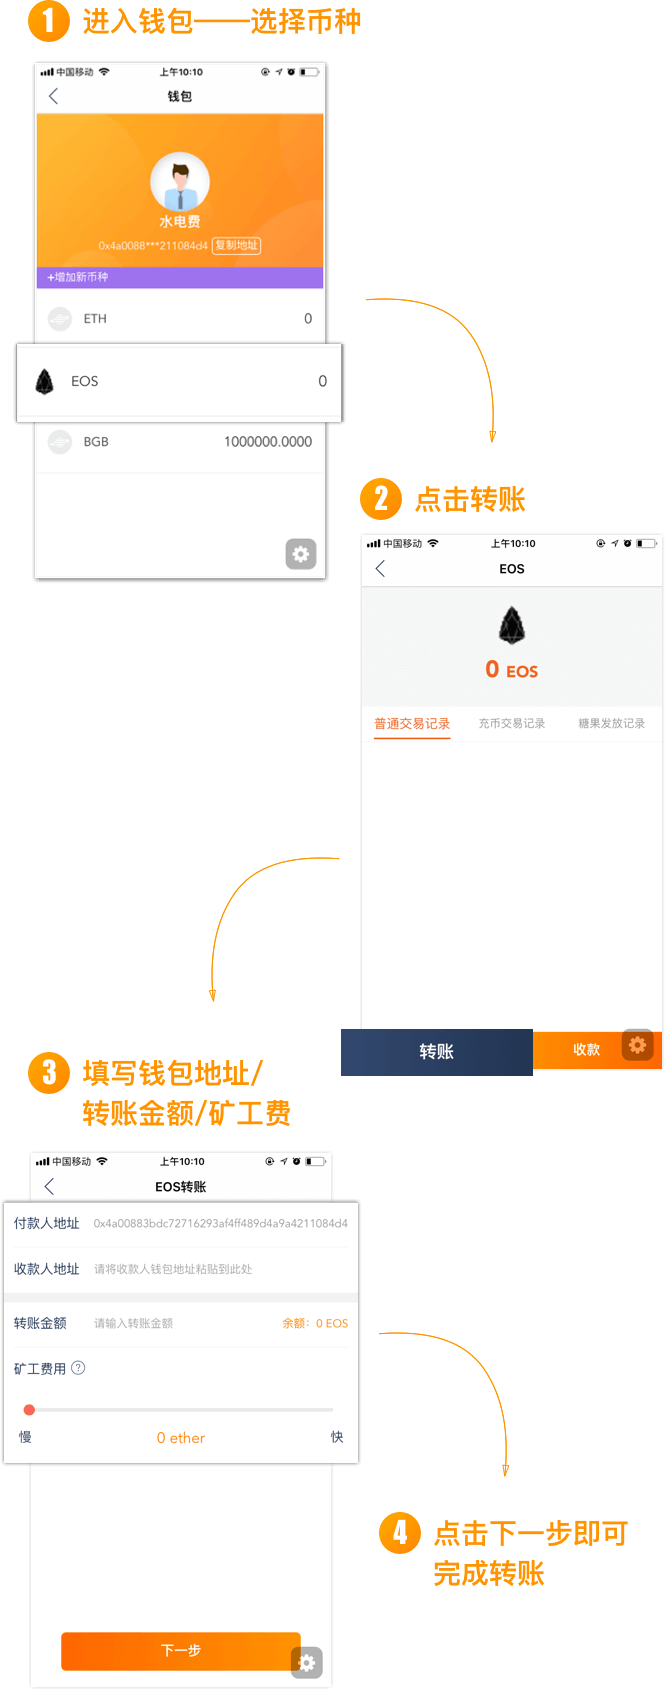 1 进入钱包——选择币种
中国移动 上午10:10
钱包
水电费
0x4a0088***211084d4 复制地址
+增加新币种
ETH 0
EOS 0
BGB 1000000.0000
2 点击转账
中国移动 上午10:10
EOS
0 EOS
普通交易记录 充币交易记录 糖果发放记录
转账 收款
3 填写钱包地址/
转账金额/矿工费
中国移动 上午10:10
EOS转账
付款人地址 0x4a00883bdc72716293af4ff489d4a9a4211084d4
收款人地址 请将收款人钱包地址粘贴到此处
转账金额 请输入转账金额 余额：0 EOS
矿工费用 ?
慢 0 ether 快
4 点击下一步即可
完成转账
下一步